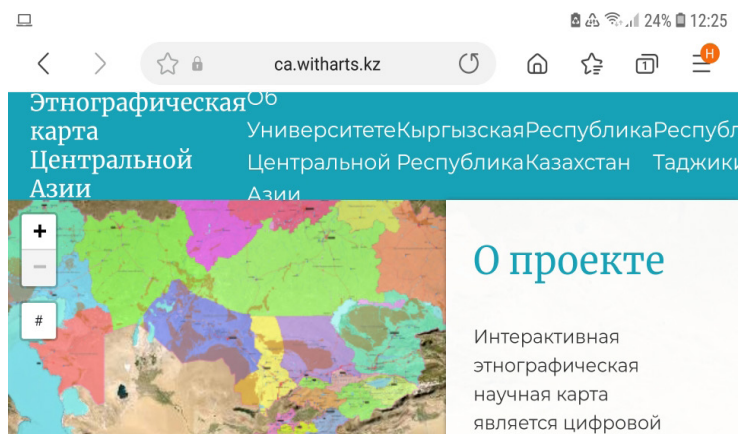 24% 12:25
ca.witharts.kz
1
H
Этнографическая
карта
Центральной
Азии
Об
УниверситетеКыргызскаяРеспубликаРеспубл
Центральной РеспубликаКазахстан Таджики
Азии
+
−
#
О проекте
Интерактивная
этнографическая
научная карта
является цифровой